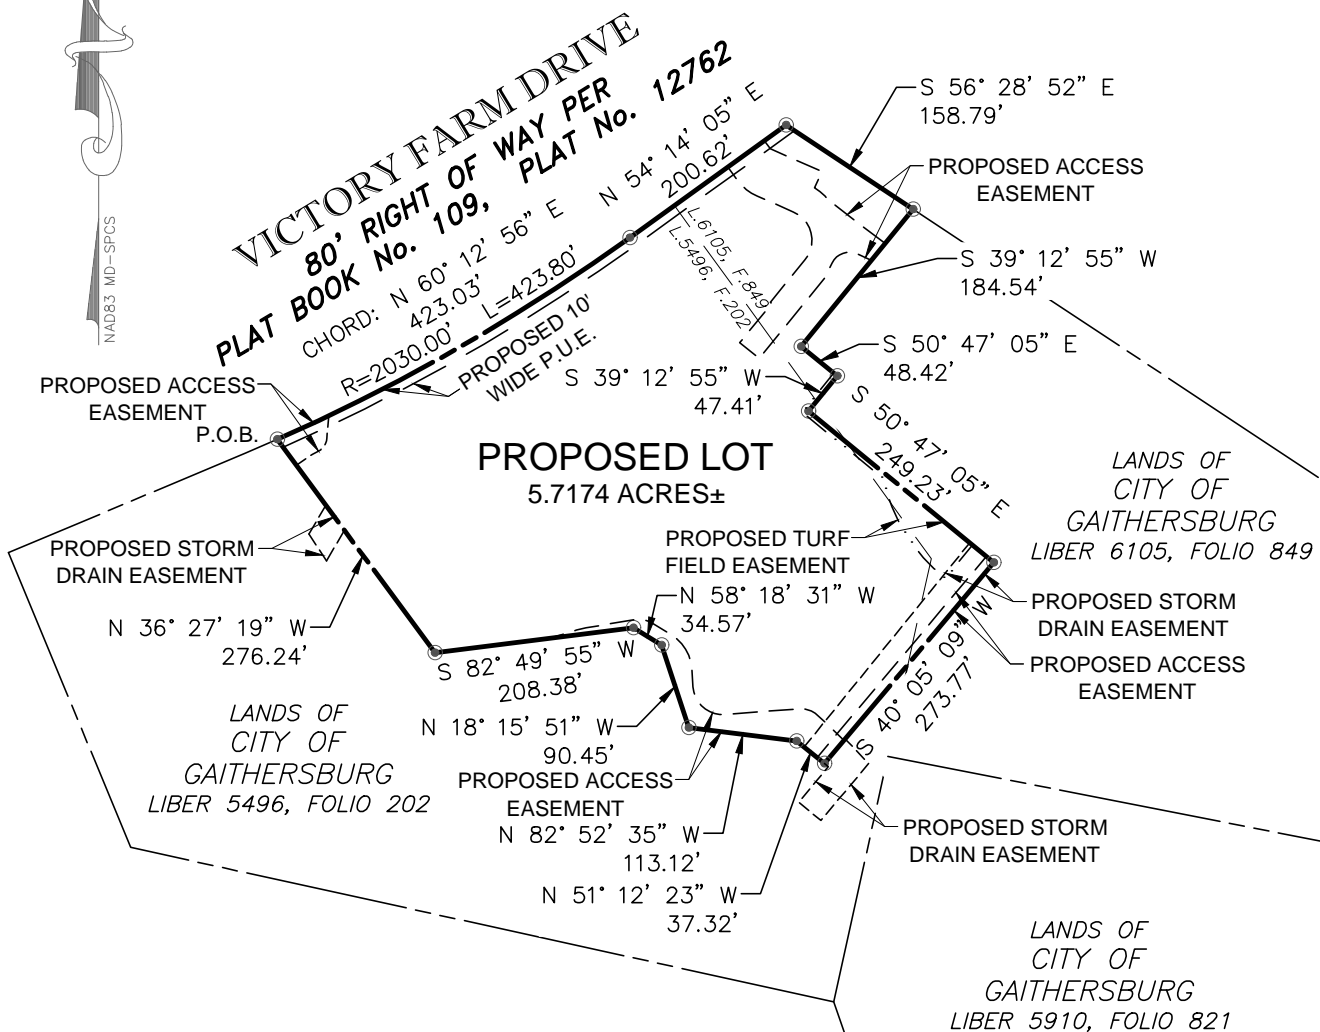 NAD83 MD-SPCS
VICTORY FARM DRIVE
80' RIGHT OF WAY PER
PLAT BOOK No. 109, PLAT No. 12762
CHORD: N 60° 12' 56" E
423.03'
R=2030.00' L=423.80'
N 54° 14' 05" E
200.62'
S 56° 28' 52" E
158.79'
PROPOSED ACCESS
EASEMENT
L.6105, F.849
L.5496, F.202
S 39° 12' 55" W
184.54'
S 50° 47' 05" E
48.42'
PROPOSED 10'
WIDE P.U.E.
S 39° 12' 55" W
47.41'
PROPOSED ACCESS
EASEMENT
P.O.B.
S 50° 47' 05" E
249.23'
PROPOSED LOT
5.7174 ACRES±
LANDS OF
CITY OF
GAITHERSBURG
LIBER 6105, FOLIO 849
PROPOSED STORM
DRAIN EASEMENT
PROPOSED TURF
FIELD EASEMENT
N 58° 18' 31" W
34.57'
PROPOSED STORM
DRAIN EASEMENT
N 36° 27' 19" W
276.24'
S 82° 49' 55" W
208.38'
PROPOSED ACCESS
EASEMENT
S 40° 05' 09" W
273.77'
LANDS OF
CITY OF
GAITHERSBURG
LIBER 5496, FOLIO 202
N 18° 15' 51" W
90.45'
PROPOSED ACCESS
EASEMENT
N 82° 52' 35" W
113.12'
PROPOSED STORM
DRAIN EASEMENT
N 51° 12' 23" W
37.32'
LANDS OF
CITY OF
GAITHERSBURG
LIBER 5910, FOLIO 821